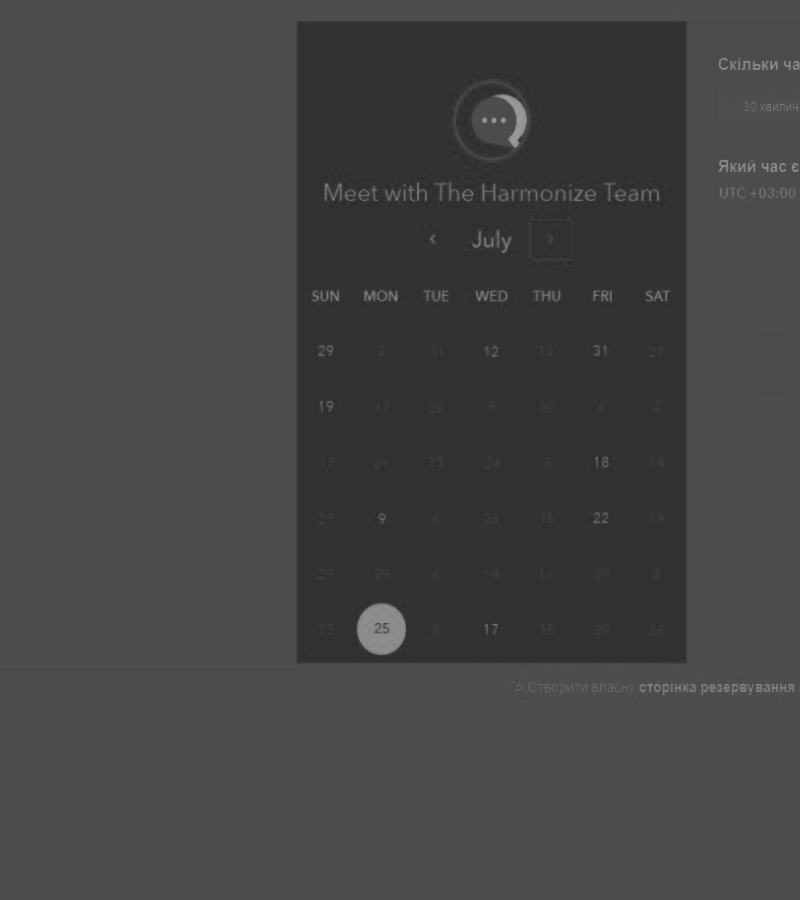 Скільки ча
30 хвилин
Meet with The Harmonize Team
Який час є
UTC +03:00
July
SUN MON TUE WED THU FRI SAT
29 2 31 12 12 31 27
19 17 20 9 30 4 2
17 21 13 24 3 18 14
27 9 4 26 15 22 19
27 29 4 19 11 29 4
13 25 8 17 15 29 26
Створити власну сторінка резервування